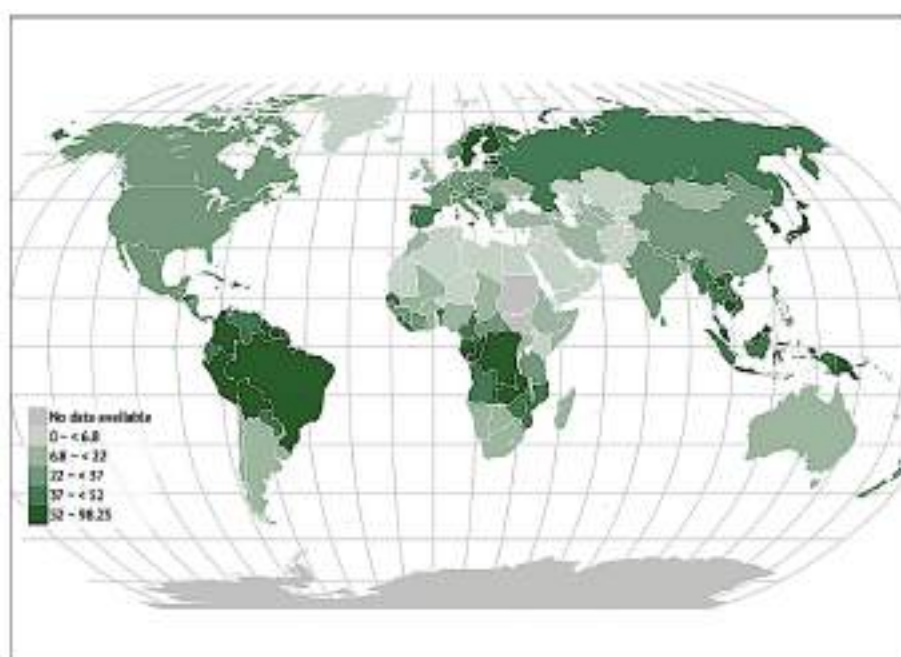 No data available
0 – < 6.8
6.8 – < 22
22 – < 37
37 – < 52
52 – 98.25